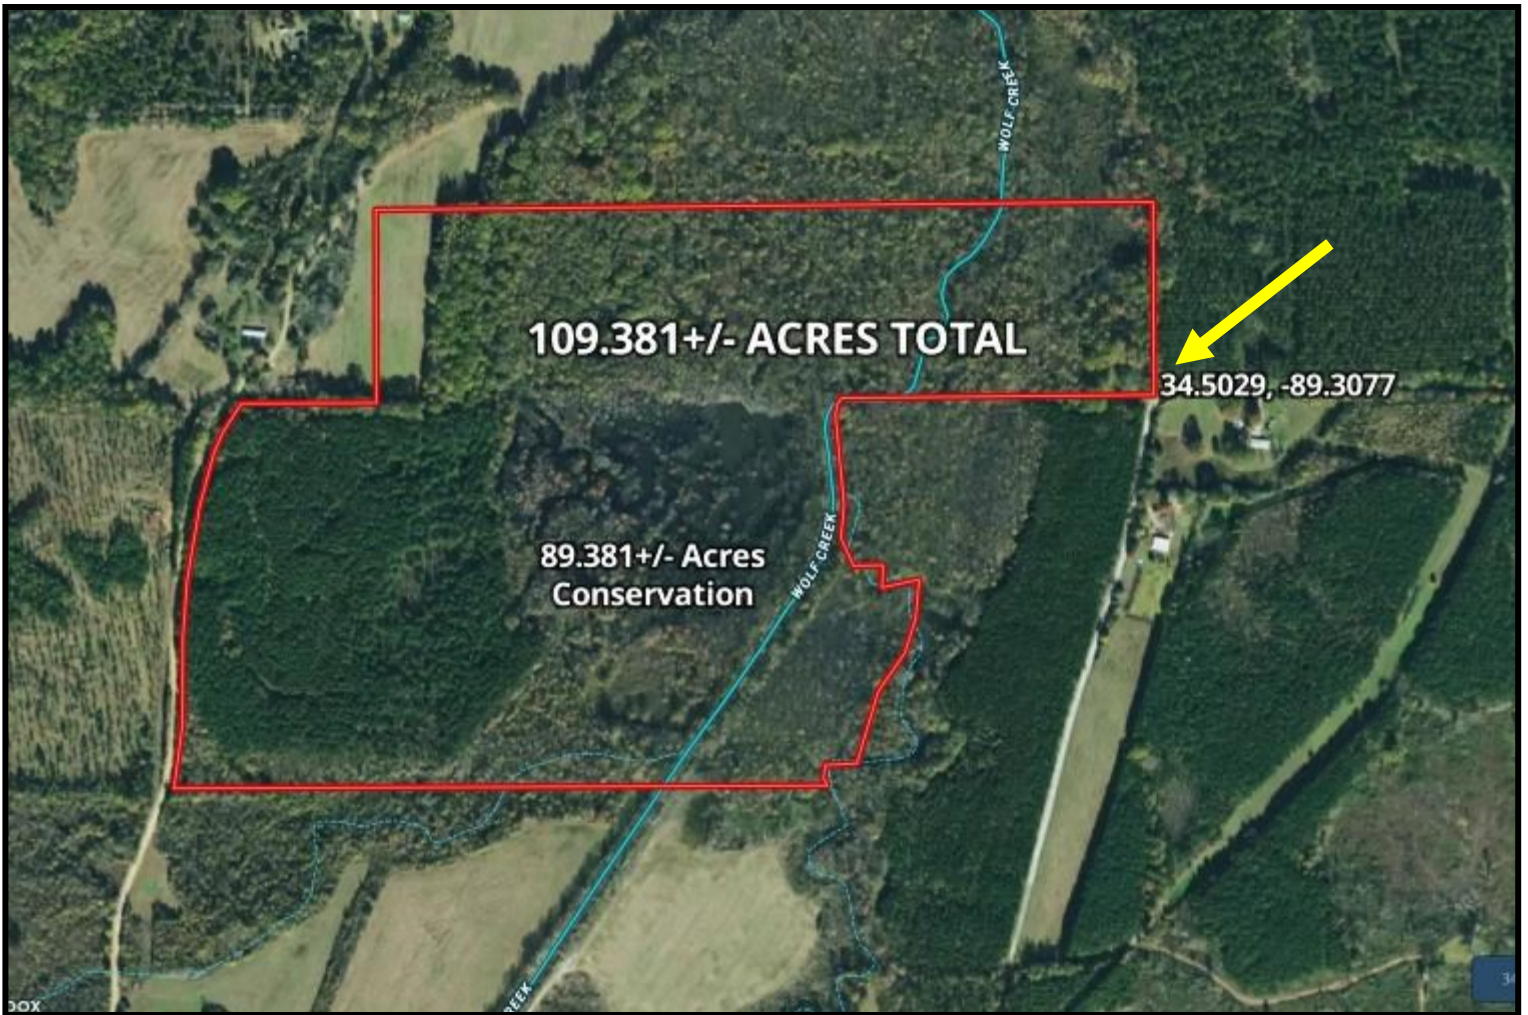 WOLF CREEK
109.381+/- ACRES TOTAL
34.5029, -89.3077
89.381+/- Acres
Conservation
WOLF CREEK